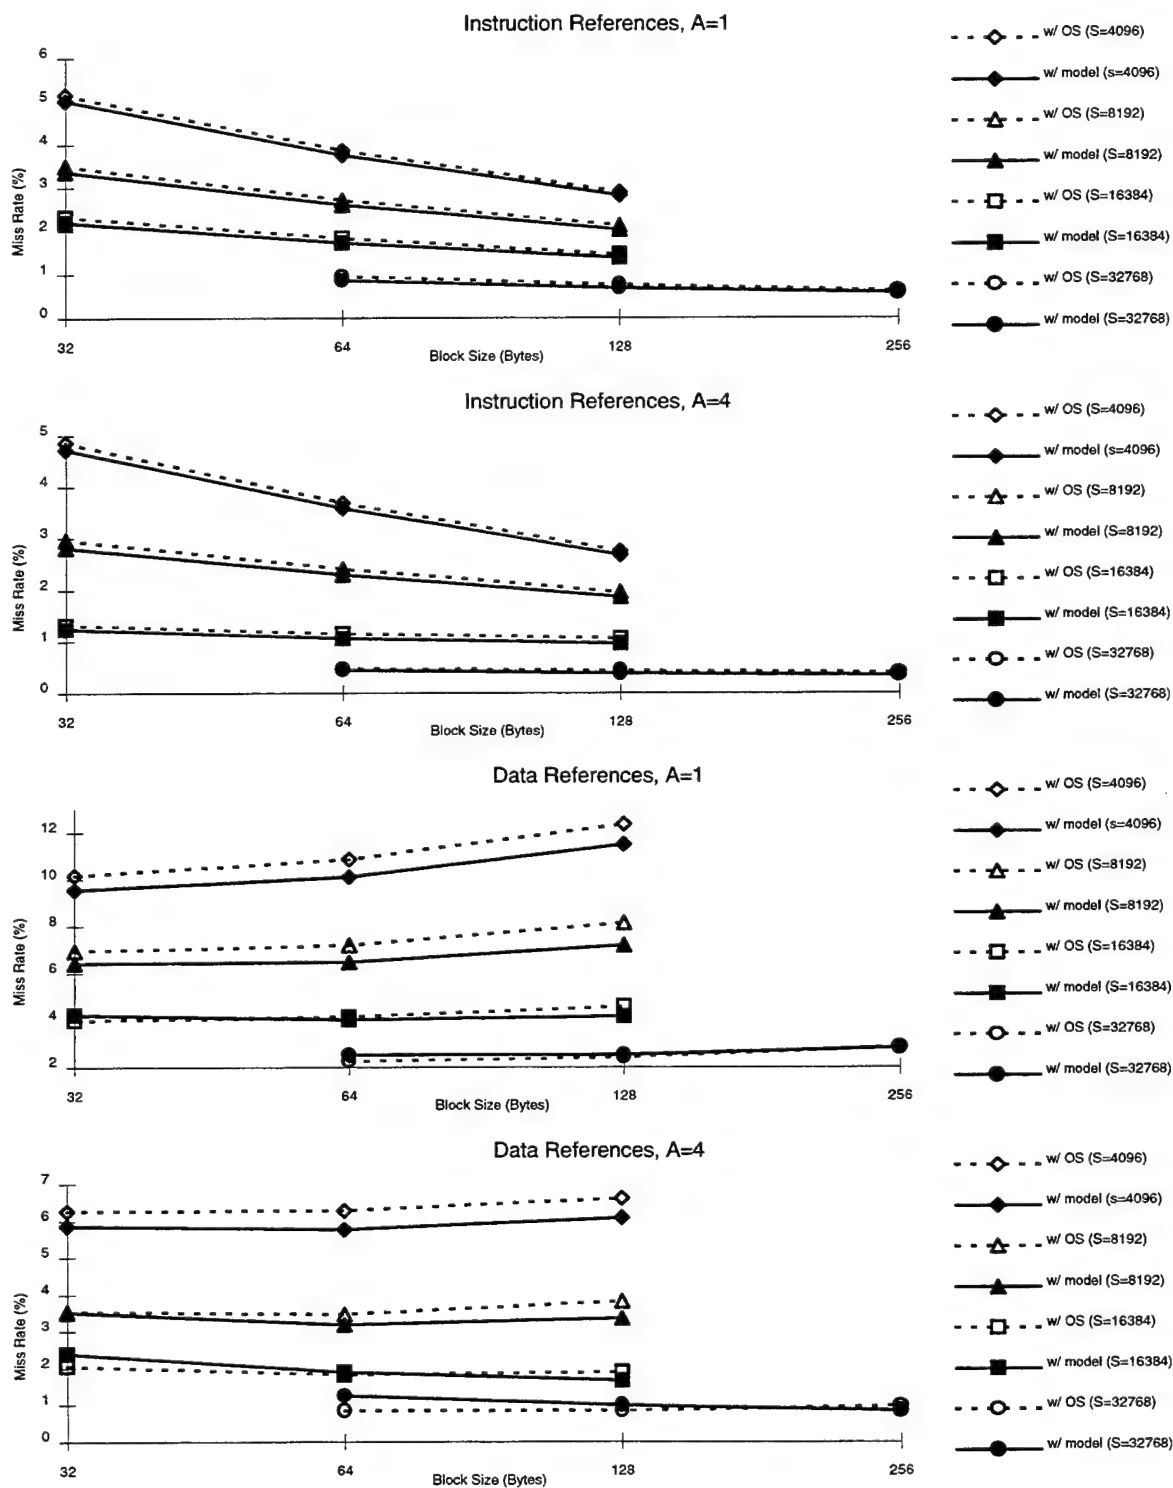 Instruction References, A=1
Miss Rate (%)
6
5
4
3
2
1
0
32
64
128
256
Block Size (Bytes)
w/ OS (S=4096)
w/ model (s=4096)
w/ OS (S=8192)
w/ model (S=8192)
w/ OS (S=16384)
w/ model (S=16384)
w/ OS (S=32768)
w/ model (S=32768)
Instruction References, A=4
Miss Rate (%)
5
4
3
2
1
0
32
64
128
256
Block Size (Bytes)
w/ OS (S=4096)
w/ model (s=4096)
w/ OS (S=8192)
w/ model (S=8192)
w/ OS (S=16384)
w/ model (S=16384)
w/ OS (S=32768)
w/ model (S=32768)
Data References, A=1
Miss Rate (%)
12
10
8
6
4
2
32
64
128
256
Block Size (Bytes)
w/ OS (S=4096)
w/ model (s=4096)
w/ OS (S=8192)
w/ model (S=8192)
w/ OS (S=16384)
w/ model (S=16384)
w/ OS (S=32768)
w/ model (S=32768)
Data References, A=4
Miss Rate (%)
7
6
5
4
3
2
1
0
32
64
128
256
Block Size (Bytes)
w/ OS (S=4096)
w/ model (s=4096)
w/ OS (S=8192)
w/ model (S=8192)
w/ OS (S=16384)
w/ model (S=16384)
w/ OS (S=32768)
w/ model (S=32768)